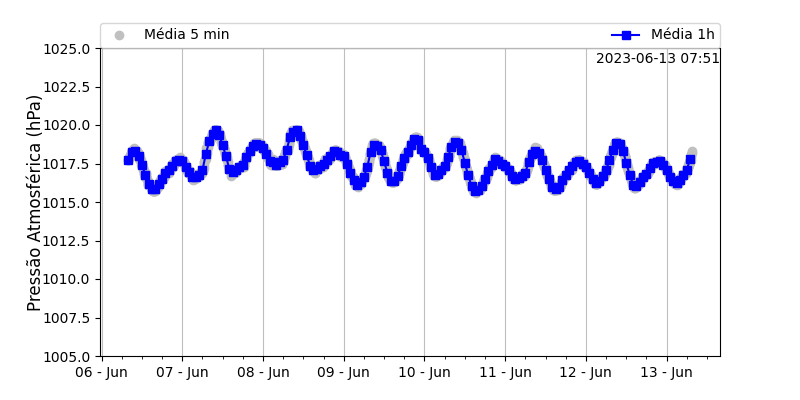 Média 5 min
Média 1h
2023-06-13 07:51
Pressão Atmosférica (hPa)
1025.0
1022.5
1020.0
1017.5
1015.0
1012.5
1010.0
1007.5
1005.0
06 - Jun
07 - Jun
08 - Jun
09 - Jun
10 - Jun
11 - Jun
12 - Jun
13 - Jun